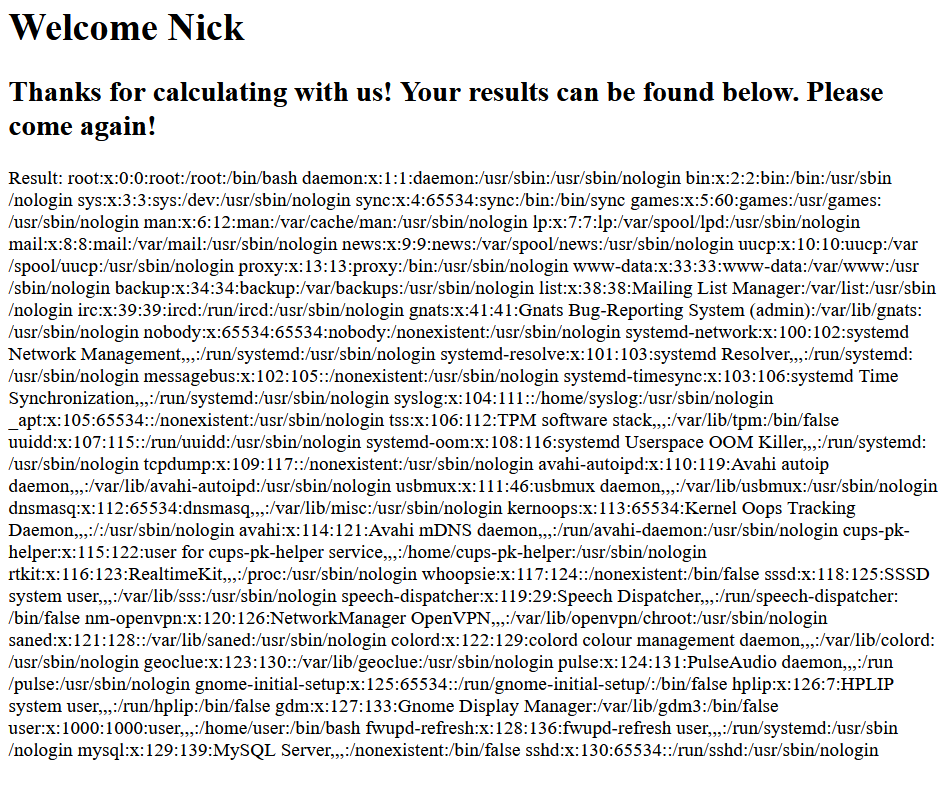 Welcome Nick
Thanks for calculating with us! Your results can be found below. Please
come again!
Result: root:x:0:0:root:/root:/bin/bash daemon:x:1:1:daemon:/usr/sbin:/usr/sbin/nologin bin:x:2:2:bin:/bin:/usr/sbin
/nologin sys:x:3:3:sys:/dev:/usr/sbin/nologin sync:x:4:65534:sync:/bin:/bin/sync games:x:5:60:games:/usr/games:
/usr/sbin/nologin man:x:6:12:man:/var/cache/man:/usr/sbin/nologin lp:x:7:7:lp:/var/spool/lpd:/usr/sbin/nologin
mail:x:8:8:mail:/var/mail:/usr/sbin/nologin news:x:9:9:news:/var/spool/news:/usr/sbin/nologin uucp:x:10:10:uucp:/var
/spool/uucp:/usr/sbin/nologin proxy:x:13:13:proxy:/bin:/usr/sbin/nologin www-data:x:33:33:www-data:/var/www:/usr
/sbin/nologin backup:x:34:34:backup:/var/backups:/usr/sbin/nologin list:x:38:38:Mailing List Manager:/var/list:/usr/sbin
/nologin irc:x:39:39:ircd:/run/ircd:/usr/sbin/nologin gnats:x:41:41:Gnats Bug-Reporting System (admin):/var/lib/gnats:
/usr/sbin/nologin nobody:x:65534:65534:nobody:/nonexistent:/usr/sbin/nologin systemd-network:x:100:102:systemd
Network Management,,,:/run/systemd:/usr/sbin/nologin systemd-resolve:x:101:103:systemd Resolver,,,:/run/systemd:
/usr/sbin/nologin messagebus:x:102:105::/nonexistent:/usr/sbin/nologin systemd-timesync:x:103:106:systemd Time
Synchronization,,,:/run/systemd:/usr/sbin/nologin syslog:x:104:111::/home/syslog:/usr/sbin/nologin
_apt:x:105:65534::/nonexistent:/usr/sbin/nologin tss:x:106:112:TPM software stack,,,:/var/lib/tpm:/bin/false
uuidd:x:107:115::/run/uuidd:/usr/sbin/nologin systemd-oom:x:108:116:systemd Userspace OOM Killer,,,:/run/systemd:
/usr/sbin/nologin tcpdump:x:109:117::/nonexistent:/usr/sbin/nologin avahi-autoipd:x:110:119:Avahi autoip
daemon,,,:/var/lib/avahi-autoipd:/usr/sbin/nologin usbmux:x:111:46:usbmux daemon,,,:/var/lib/usbmux:/usr/sbin/nologin
dnsmasq:x:112:65534:dnsmasq,,,:/var/lib/misc:/usr/sbin/nologin kernoops:x:113:65534:Kernel Oops Tracking
Daemon,,,:/:/usr/sbin/nologin avahi:x:114:121:Avahi mDNS daemon,,,:/run/avahi-daemon:/usr/sbin/nologin cups-pk-
helper:x:115:122:user for cups-pk-helper service,,,:/home/cups-pk-helper:/usr/sbin/nologin
rtkit:x:116:123:RealtimeKit,,,:/proc:/usr/sbin/nologin whoopsie:x:117:124::/nonexistent:/bin/false sssd:x:118:125:SSSD
system user,,,:/var/lib/sss:/usr/sbin/nologin speech-dispatcher:x:119:29:Speech Dispatcher,,,:/run/speech-dispatcher:
/bin/false nm-openvpn:x:120:126:NetworkManager OpenVPN,,,:/var/lib/openvpn/chroot:/usr/sbin/nologin
saned:x:121:128::/var/lib/saned:/usr/sbin/nologin colord:x:122:129:colord colour management daemon,,,:/var/lib/colord:
/usr/sbin/nologin geoclue:x:123:130::/var/lib/geoclue:/usr/sbin/nologin pulse:x:124:131:PulseAudio daemon,,,:/run
/pulse:/usr/sbin/nologin gnome-initial-setup:x:125:65534::/run/gnome-initial-setup/:/bin/false hplip:x:126:7:HPLIP
system user,,,:/run/hplip:/bin/false gdm:x:127:133:Gnome Display Manager:/var/lib/gdm3:/bin/false
user:x:1000:1000:user,,,:/home/user:/bin/bash fwupd-refresh:x:128:136:fwupd-refresh user,,,:/run/systemd:/usr/sbin
/nologin mysql:x:129:139:MySQL Server,,,:/nonexistent:/bin/false sshd:x:130:65534::/run/sshd:/usr/sbin/nologin